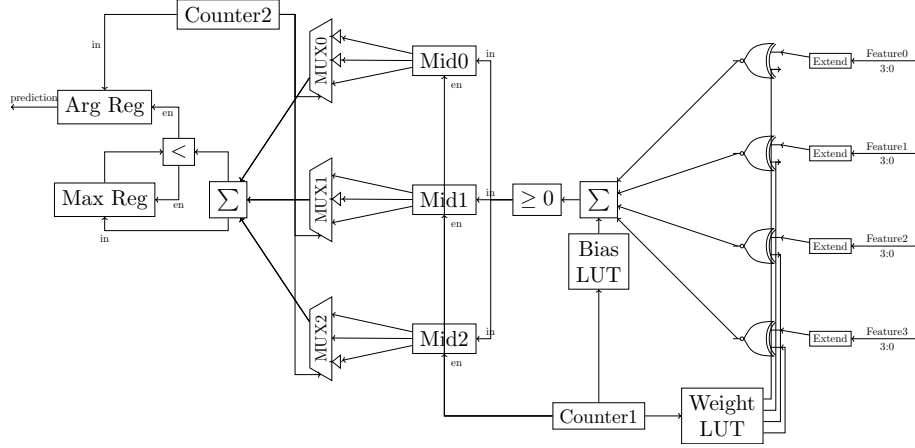 Counter2
in
prediction
Arg Reg
en
<
Max Reg
en
in
∑
MUX0
MUX1
MUX2
Mid0
in
en
Mid1
in
en
Mid2
in
en
≥ 0
∑
Bias
LUT
Counter1
Weight
LUT
Extend
Feature0
3:0
Extend
Feature1
3:0
Extend
Feature2
3:0
Extend
Feature3
3:0